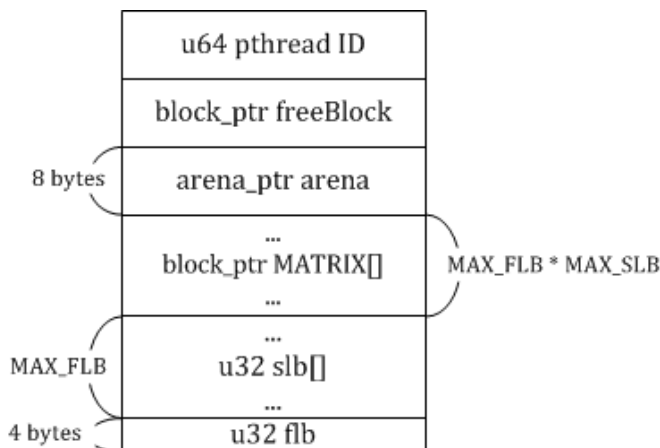 u64 pthread ID
block_ptr freeBlock
8 bytes
arena_ptr arena
...
block_ptr MATRIX[]
MAX_FLB * MAX_SLB
...
...
MAX_FLB
u32 slb[]
...
4 bytes
u32 flb